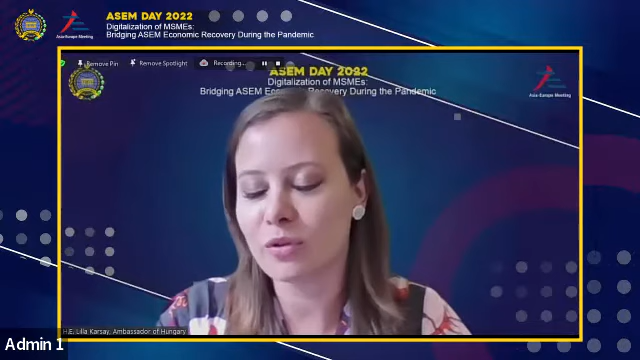 ASEM DAY 2022
Digitalization of MSMEs:
Bridging ASEM Economic Recovery During the Pandemic
Asia-Europe Meeting
Remove Pin
Remove Spotlight
Recording...
ASEM DAY 2022
Digitalization of MSMEs:
Bridging ASEM Economic Recovery During the Pandemic
Asia-Europe Meeting
H.E. Lilla Karsay, Ambassador of Hungary
Admin 1